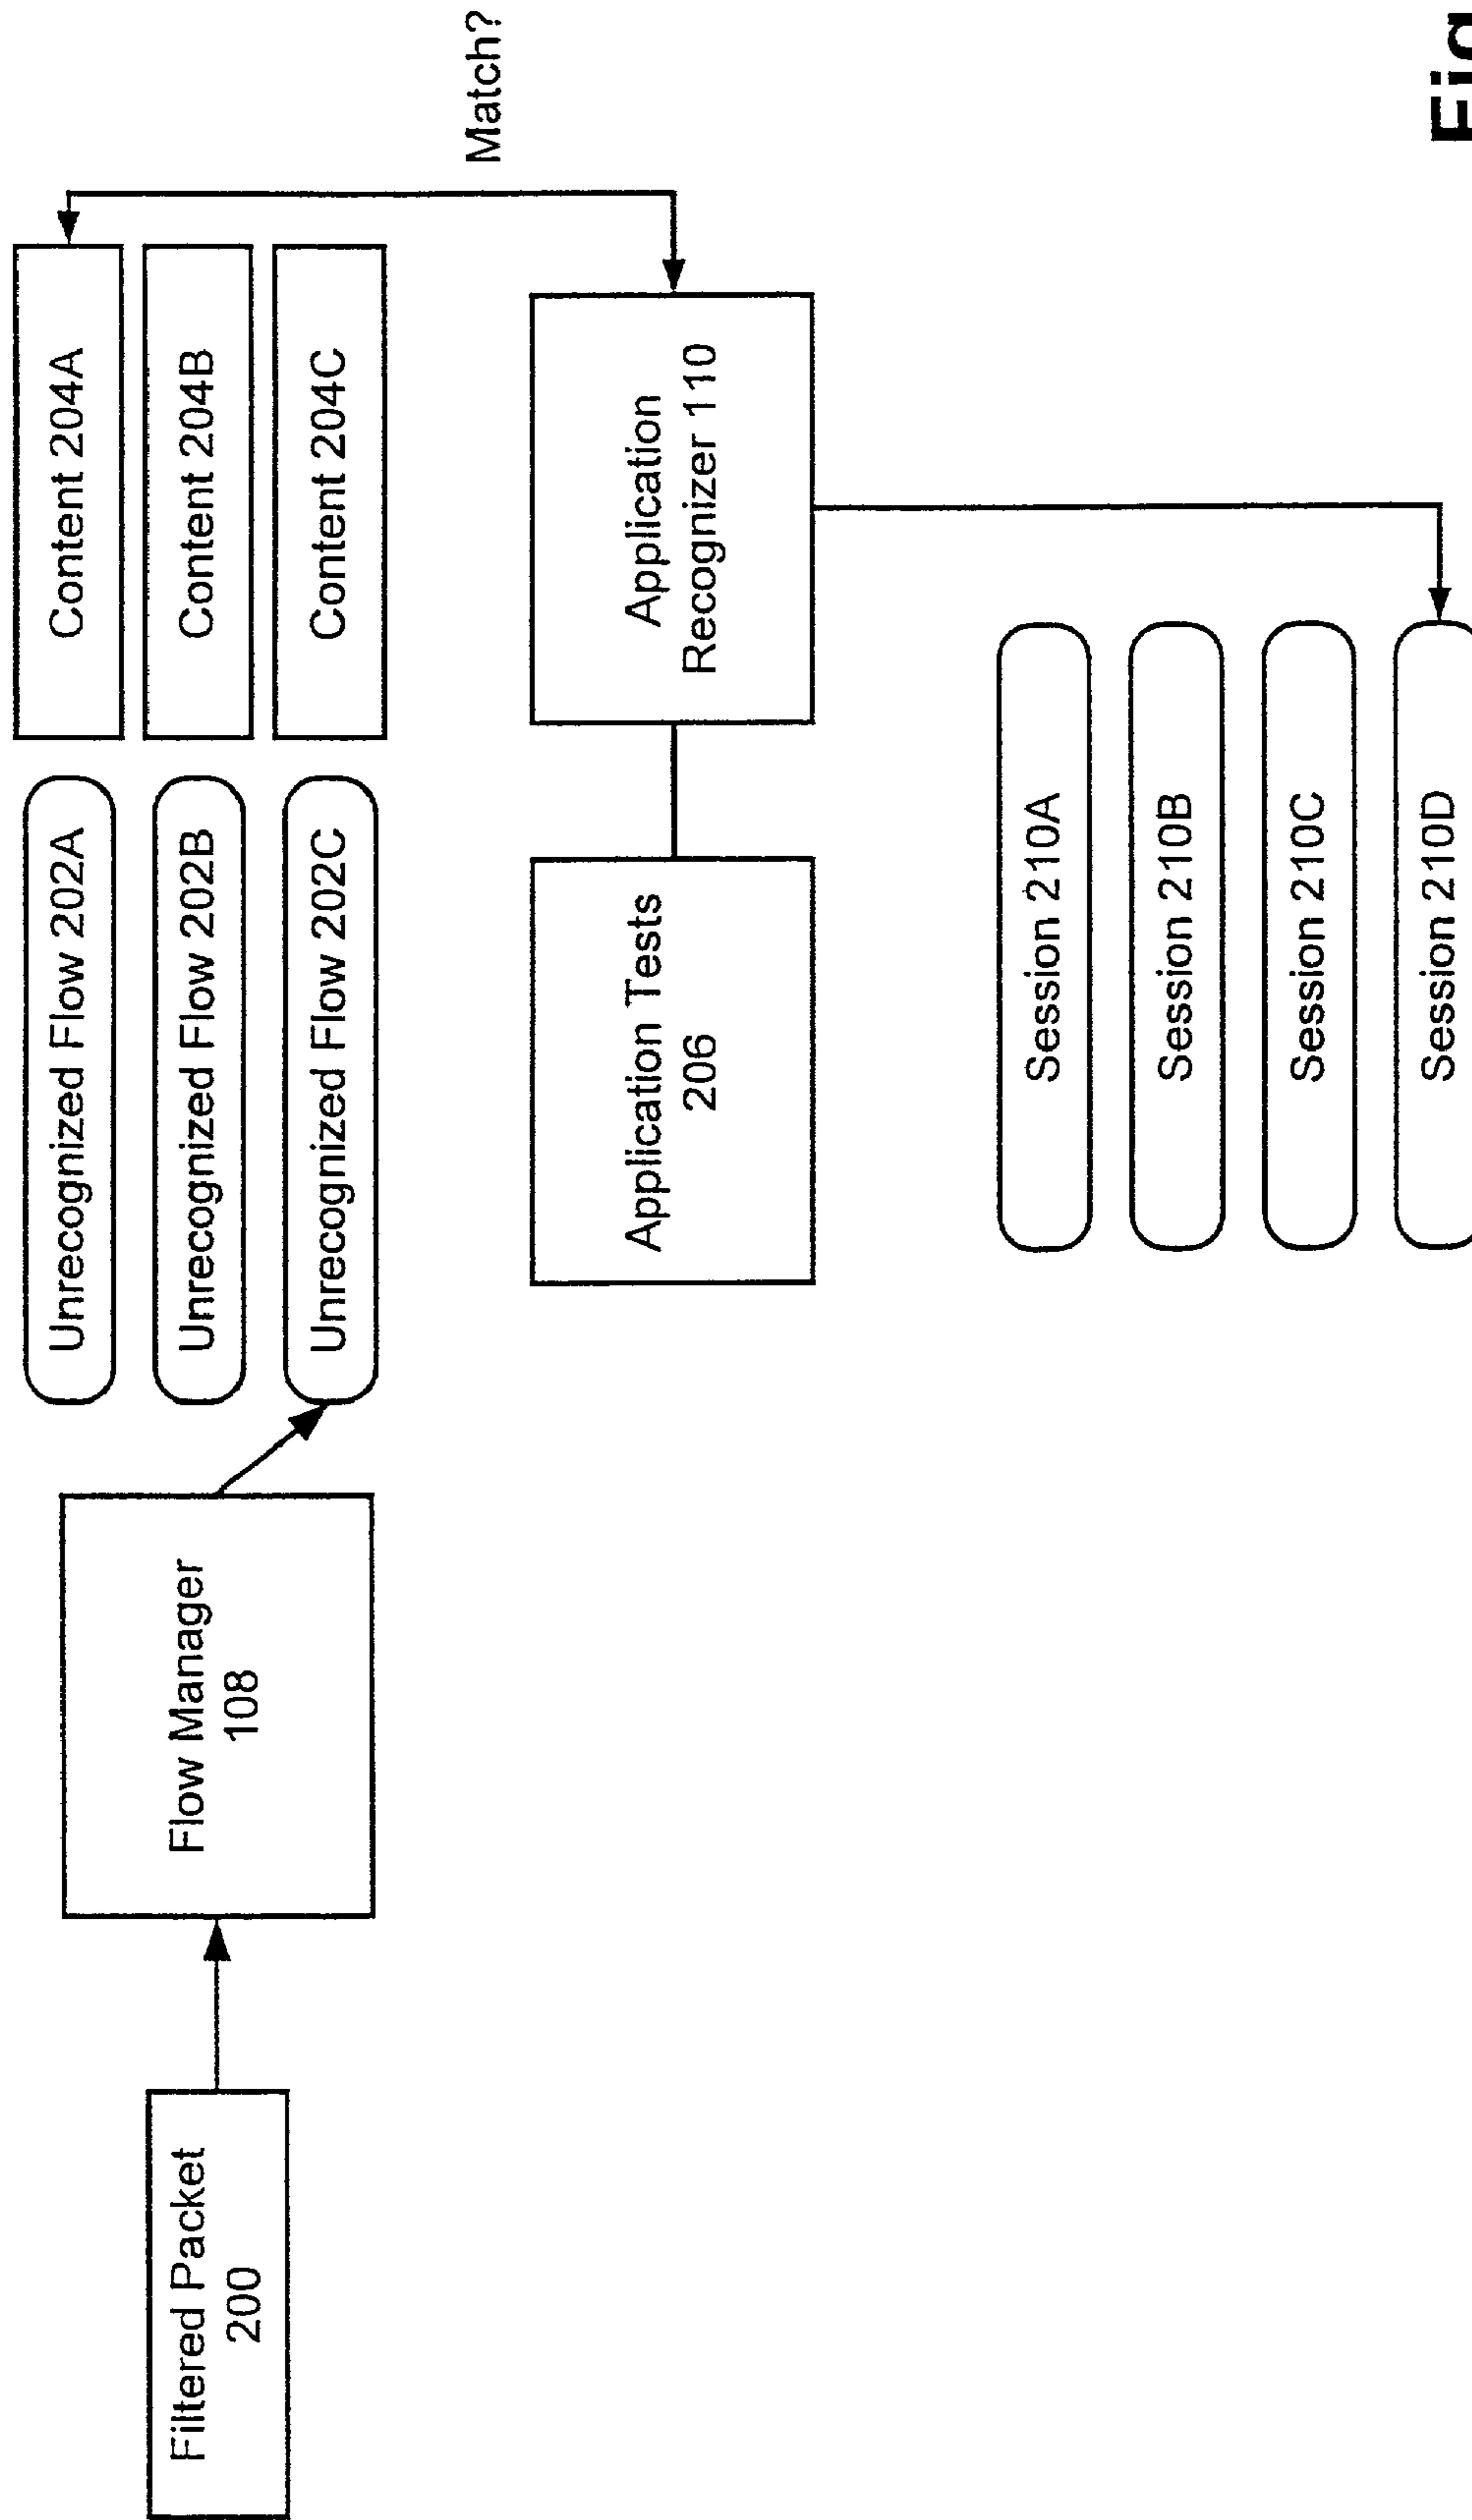 Filtered Packet
200
Flow Manager
108
Unrecognized Flow 202A
Unrecognized Flow 202B
Unrecognized Flow 202C
Content 204A
Content 204B
Content 204C
Match?
Application Tests
206
Application
Recognizer 110
Session 210A
Session 210B
Session 210C
Session 210D
Fig